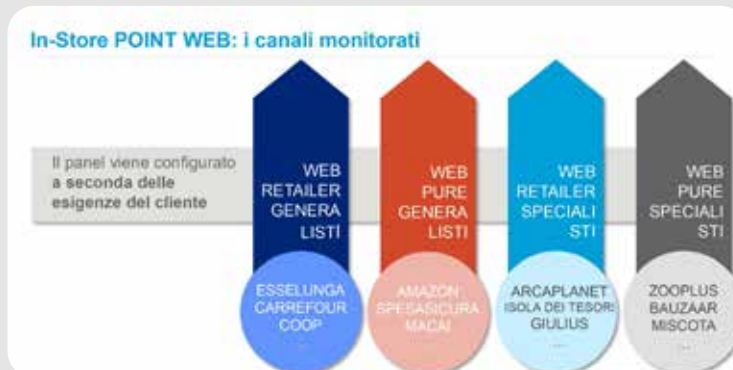 In-Store POINT WEB: i canali monitorati
Il panel viene configurato
a seconda delle
esigenze del cliente
WEB
RETAILER
GENERA
LISTI
WEB
PURE
GENERA
LISTI
WEB
RETAILER
SPECIALI
STI
WEB
PURE
SPECIALI
STI
ESSELUNGA
CARREFOUR
COOP
...
AMAZON
SPESASICURA
MACAI
...
ARCAPLANET
ISOLA DEI TESORI
GIULIUS
...
ZOOPLUS
BAUZAAR
MISCOTA
...